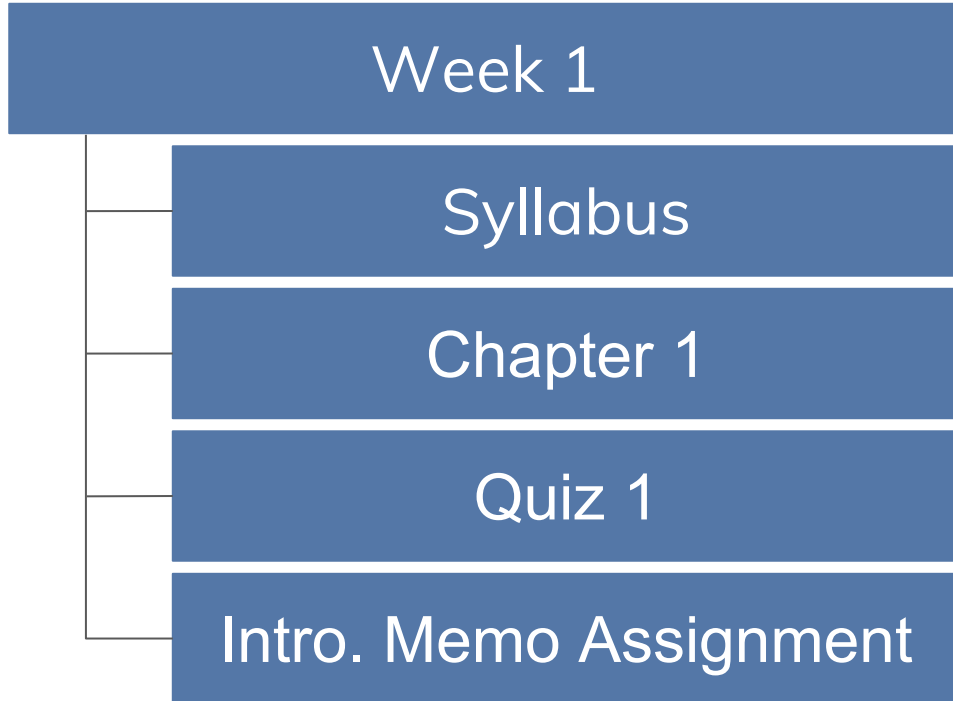 Week 1
Syllabus
Chapter 1
Quiz 1
Intro. Memo Assignment